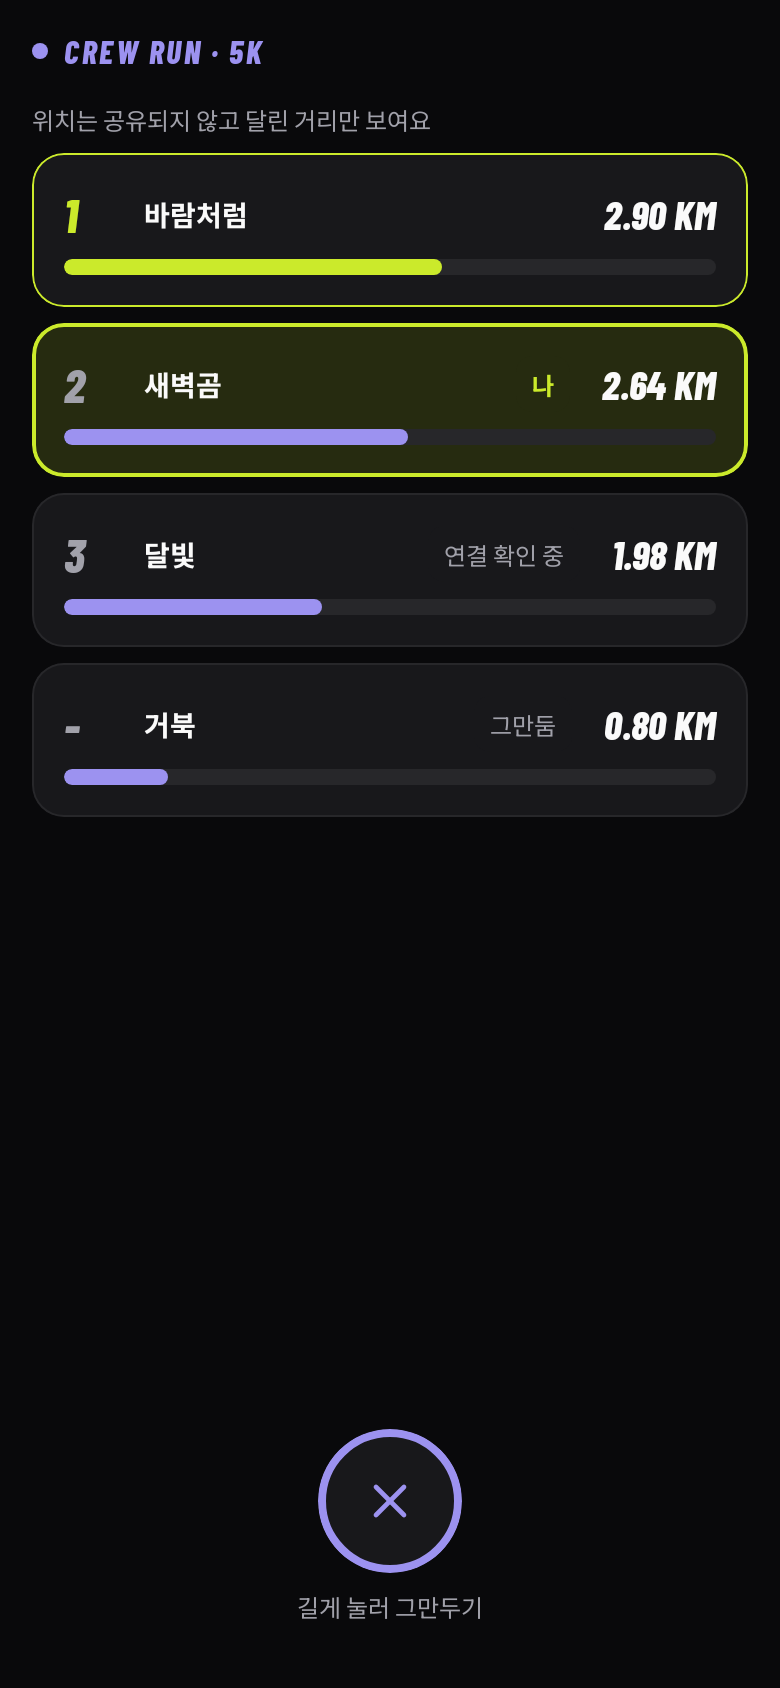 CREW RUN · 5K
위치는 공유되지 않고 달린 거리만 보여요
1 바람처럼 2.90 KM
2 새벽곰 나 2.64 KM
3 달빛 연결 확인 중 1.98 KM
- 거북 그만둠 0.80 KM
길게 눌러 그만두기